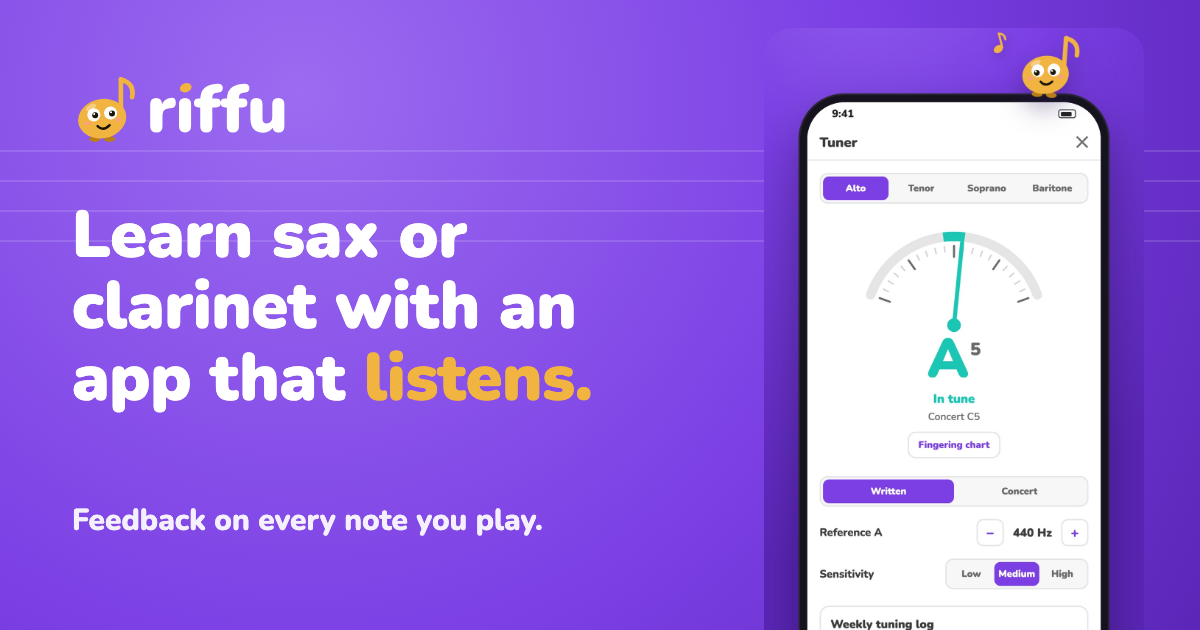 riffu
Learn sax or
clarinet with an
app that listens.
Feedback on every note you play.
9:41
Tuner
Alto Tenor Soprano Baritone
A5
In tune
Concert C5
Fingering chart
Written Concert
Reference A − 440 Hz +
Sensitivity Low Medium High
Weekly tuning log